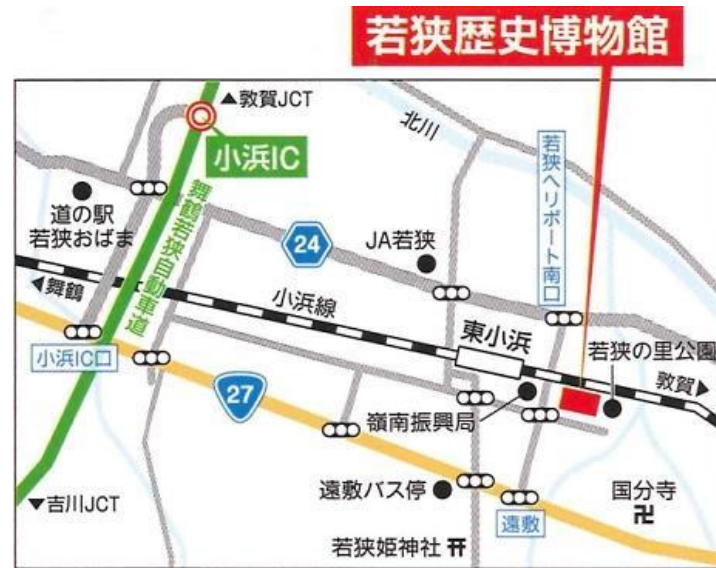 若狭歴史博物館
▲敦賀JCT
北川
小浜IC
若狭ヘリポート南口
道の駅
若狭おばま
舞鶴若狭自動車道
24
JA若狭
◀舞鶴
小浜線
東小浜
若狭の里公園
敦賀▶
小浜IC口
27
嶺南振興局
▼吉川JCT
遠敷バス停
遠敷
国分寺
卍
若狭姫神社